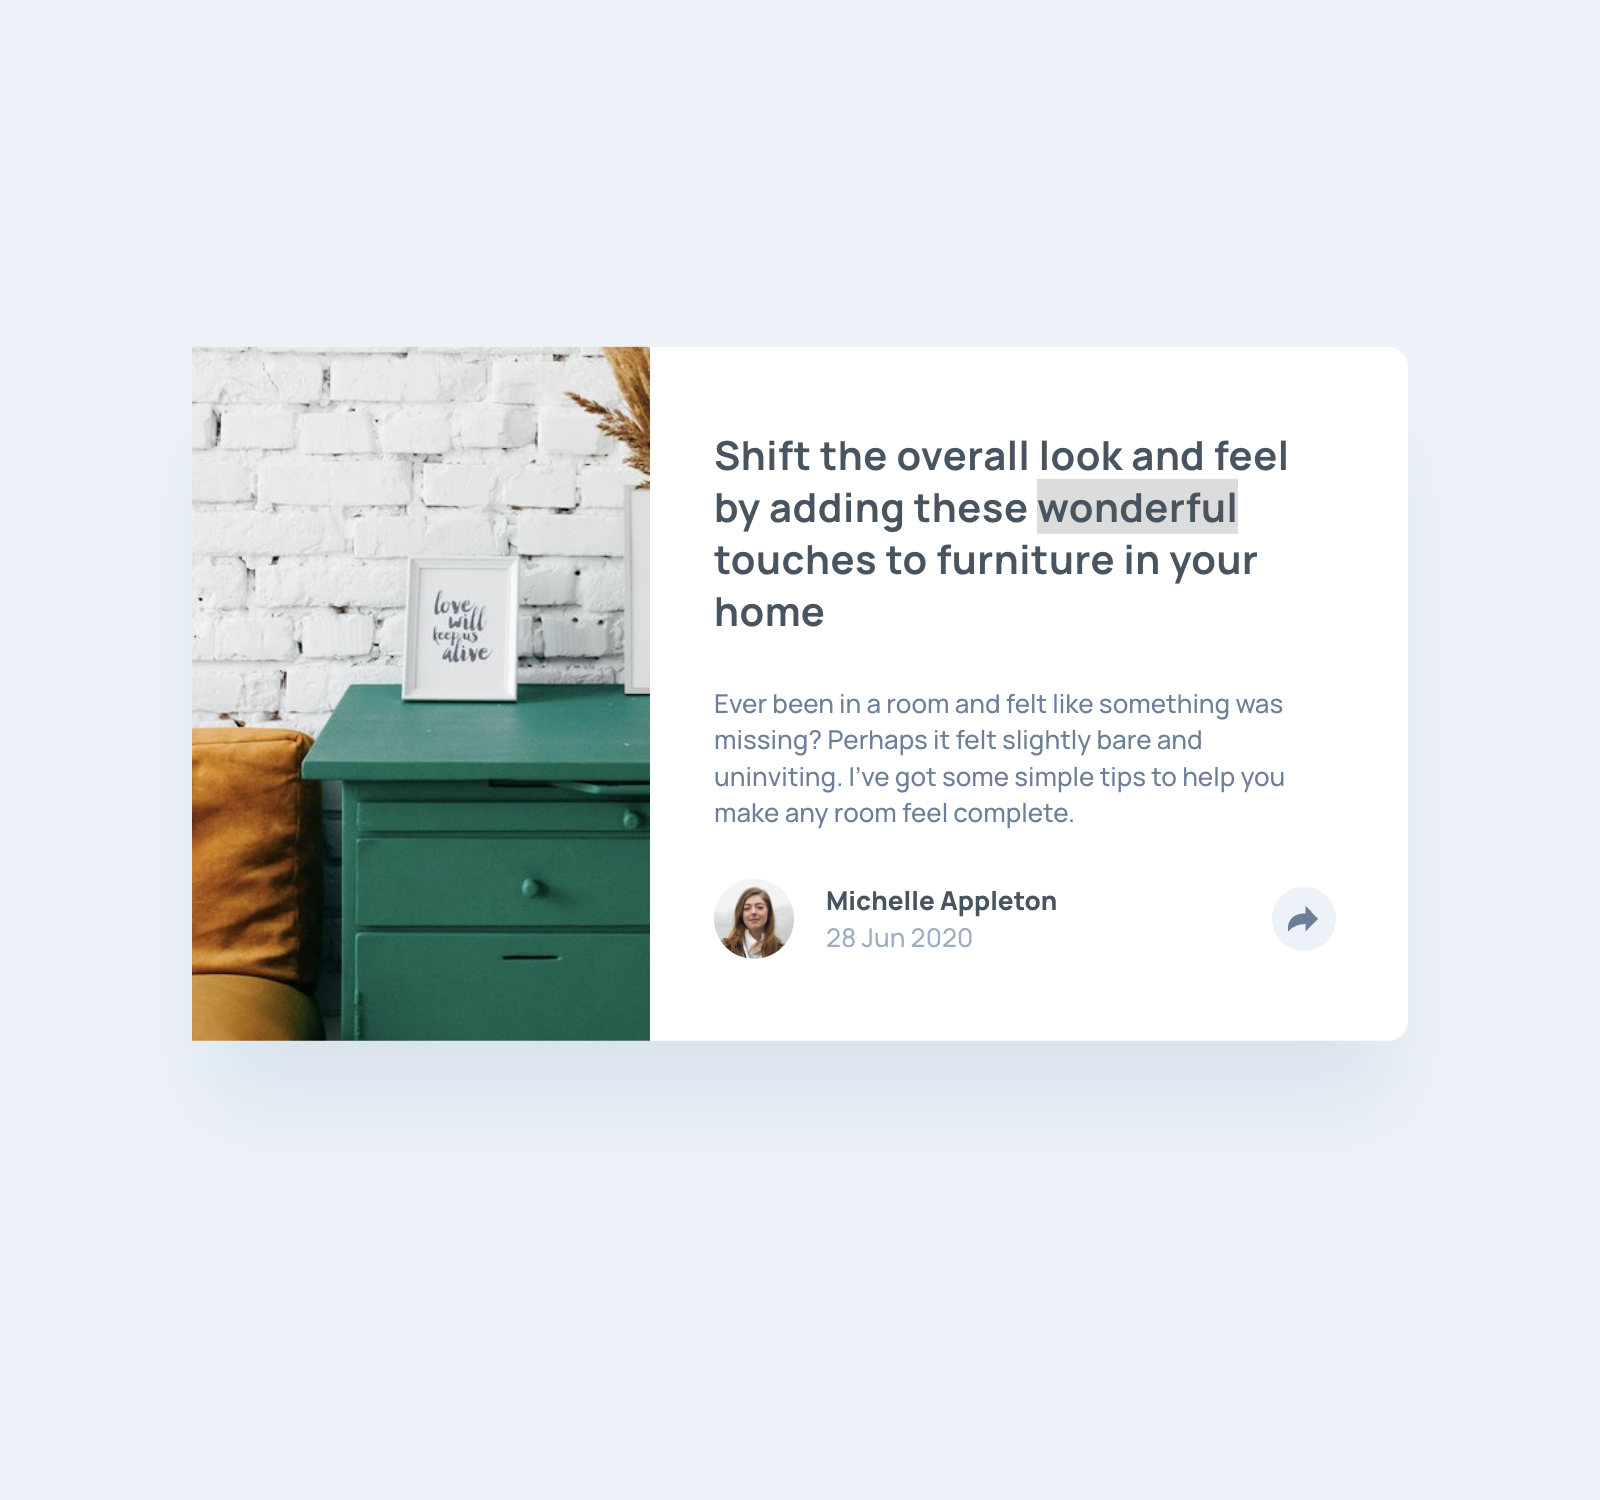 love
will
keep us
alive
Shift the overall look and feel
by adding these wonderful
touches to furniture in your
home
Ever been in a room and felt like something was
missing? Perhaps it felt slightly bare and
uninviting. I’ve got some simple tips to help you
make any room feel complete.
Michelle Appleton
28 Jun 2020